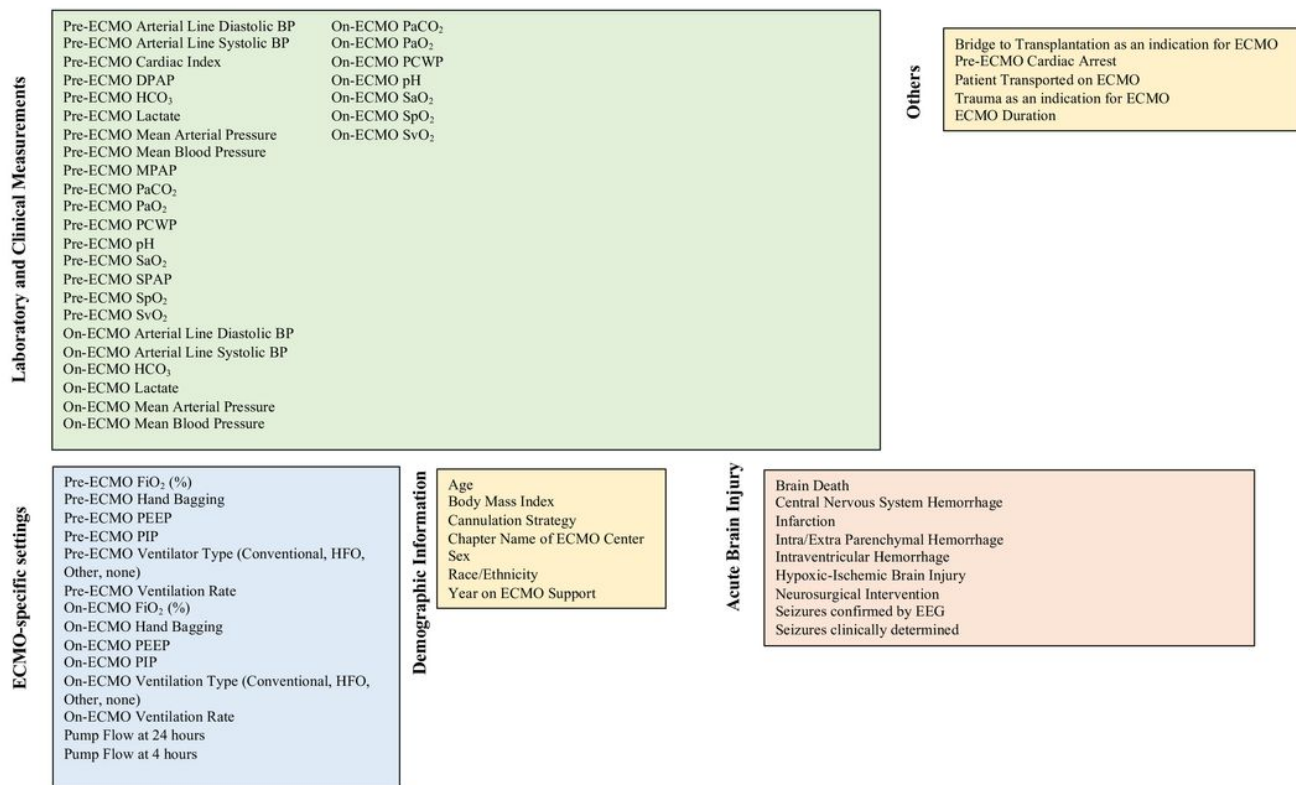 Laboratory and Clinical Measurements
Pre-ECMO Arterial Line Diastolic BP
Pre-ECMO Arterial Line Systolic BP
Pre-ECMO Cardiac Index
Pre-ECMO DPAP
Pre-ECMO HCO₃
Pre-ECMO Lactate
Pre-ECMO Mean Arterial Pressure
Pre-ECMO Mean Blood Pressure
Pre-ECMO MPAP
Pre-ECMO PaCO₂
Pre-ECMO PaO₂
Pre-ECMO PCWP
Pre-ECMO pH
Pre-ECMO SaO₂
Pre-ECMO SPAP
Pre-ECMO SpO₂
Pre-ECMO SvO₂
On-ECMO Arterial Line Diastolic BP
On-ECMO Arterial Line Systolic BP
On-ECMO HCO₃
On-ECMO Lactate
On-ECMO Mean Arterial Pressure
On-ECMO Mean Blood Pressure
On-ECMO PaCO₂
On-ECMO PaO₂
On-ECMO PCWP
On-ECMO pH
On-ECMO SaO₂
On-ECMO SpO₂
On-ECMO SvO₂
Others
Bridge to Transplantation as an indication for ECMO
Pre-ECMO Cardiac Arrest
Patient Transported on ECMO
Trauma as an indication for ECMO
ECMO Duration
ECMO-specific settings
Pre-ECMO FiO₂ (%)
Pre-ECMO Hand Bagging
Pre-ECMO PEEP
Pre-ECMO PIP
Pre-ECMO Ventilator Type (Conventional, HFO,
Other, none)
Pre-ECMO Ventilation Rate
On-ECMO FiO₂ (%)
On-ECMO Hand Bagging
On-ECMO PEEP
On-ECMO PIP
On-ECMO Ventilation Type (Conventional, HFO,
Other, none)
On-ECMO Ventilation Rate
Pump Flow at 24 hours
Pump Flow at 4 hours
Demographic Information
Age
Body Mass Index
Cannulation Strategy
Chapter Name of ECMO Center
Sex
Race/Ethnicity
Year on ECMO Support
Acute Brain Injury
Brain Death
Central Nervous System Hemorrhage
Infarction
Intra/Extra Parenchymal Hemorrhage
Intraventricular Hemorrhage
Hypoxic-Ischemic Brain Injury
Neurosurgical Intervention
Seizures confirmed by EEG
Seizures clinically determined